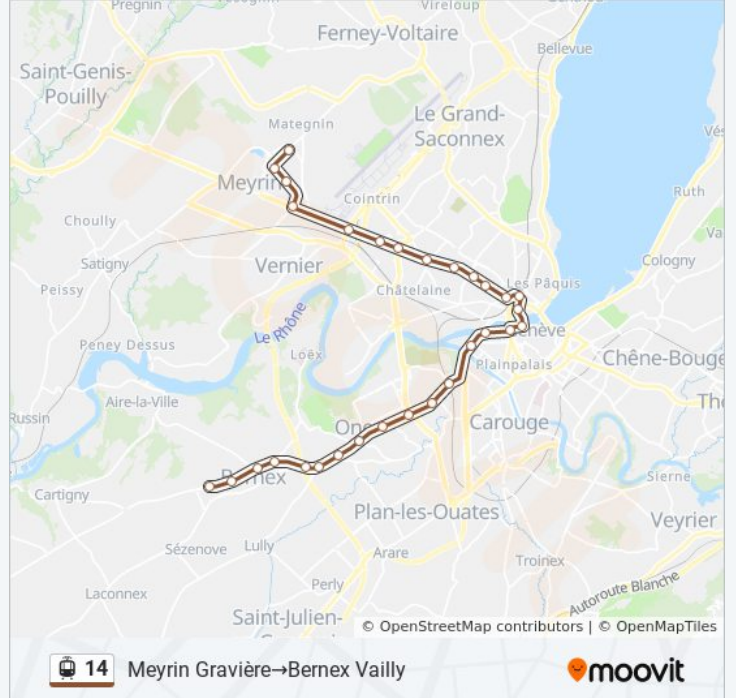 Pregnin
Vireloup
Ferney-Voltaire
Bellevue
Saint-Genis-
Pouilly
Le Grand-
Saconnex
Mategnin
Meyrin
Cointrin
Ruth
Choully
Vernier
Satigny
Cologny
Peissy
Châtelaine
Les Pâquis
Le Rhône
Peney Dessus
Loëx
Plainpalais
Chêne-Bouge
Aire-la-Ville
Russin
Carouge
Bernex
Sierne
Cartigny
Plan-les-Ouates
Veyrier
Sézenove
Lully
Arare
Troinex
Laconnex
Perly
Autoroute Blanche
Saint-Julien-
© OpenStreetMap contributors | © OpenMapTiles
14 Meyrin Gravière→Bernex Vailly
moovit